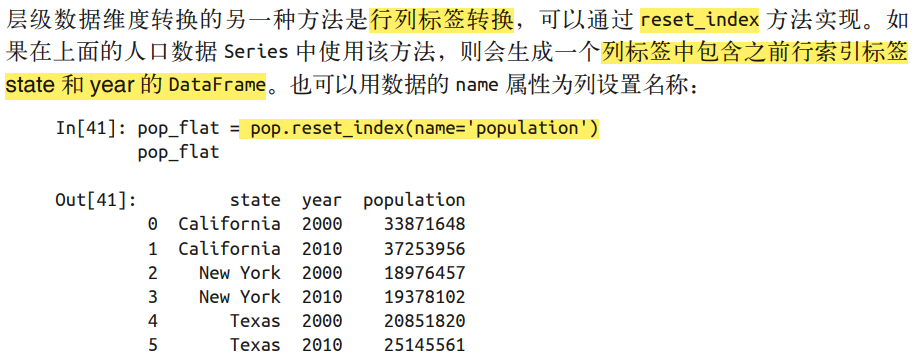 层级数据维度转换的另一种方法是行列标签转换，可以通过 reset_index 方法实现。如
果在上面的人口数据 Series 中使用该方法，则会生成一个列标签中包含之前行索引标签
state 和 year 的 DataFrame。也可以用数据的 name 属性为列设置名称：
In[41]: pop_flat = pop.reset_index(name='population')
pop_flat
Out[41]: state year population
0 California 2000 33871648
1 California 2010 37253956
2 New York 2000 18976457
3 New York 2010 19378102
4 Texas 2000 20851820
5 Texas 2010 25145561